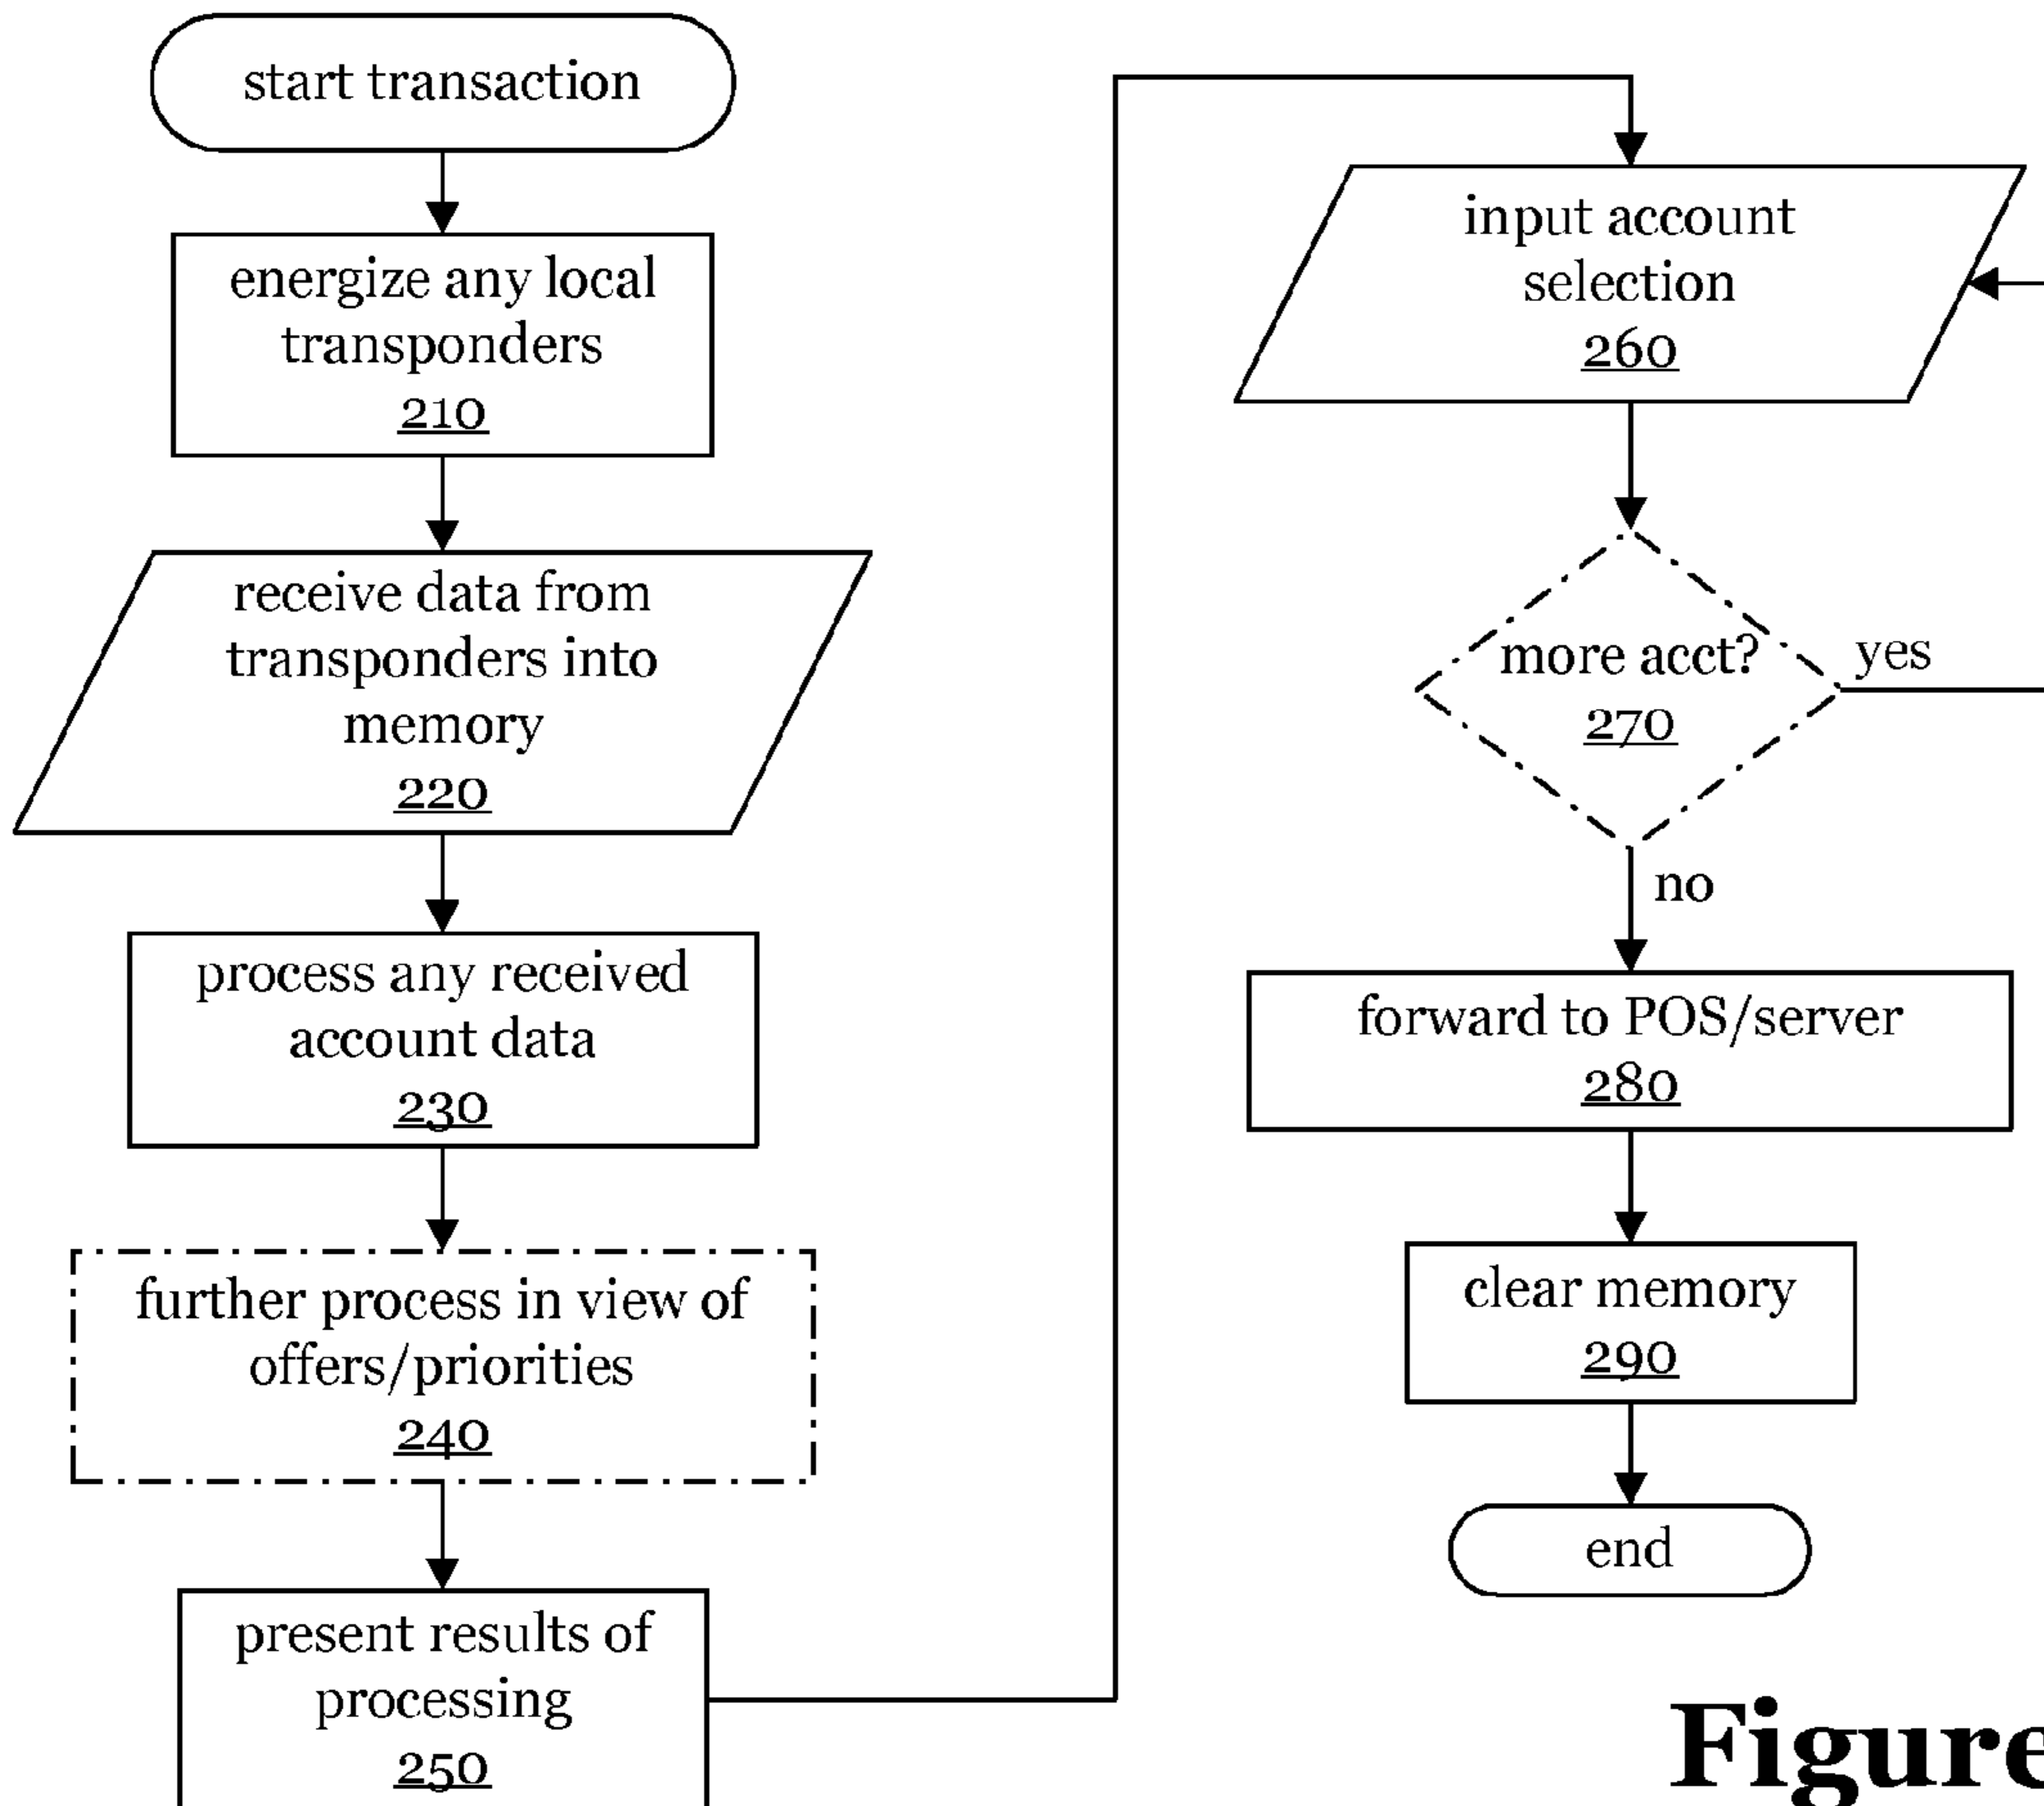 start transaction
energize any local
transponders
210
receive data from
transponders into
memory
220
process any received
account data
230
further process in view of
offers/priorities
240
present results of
processing
250
input account
selection
260
more acct?
270
yes
no
forward to POS/server
280
clear memory
290
end
Figure